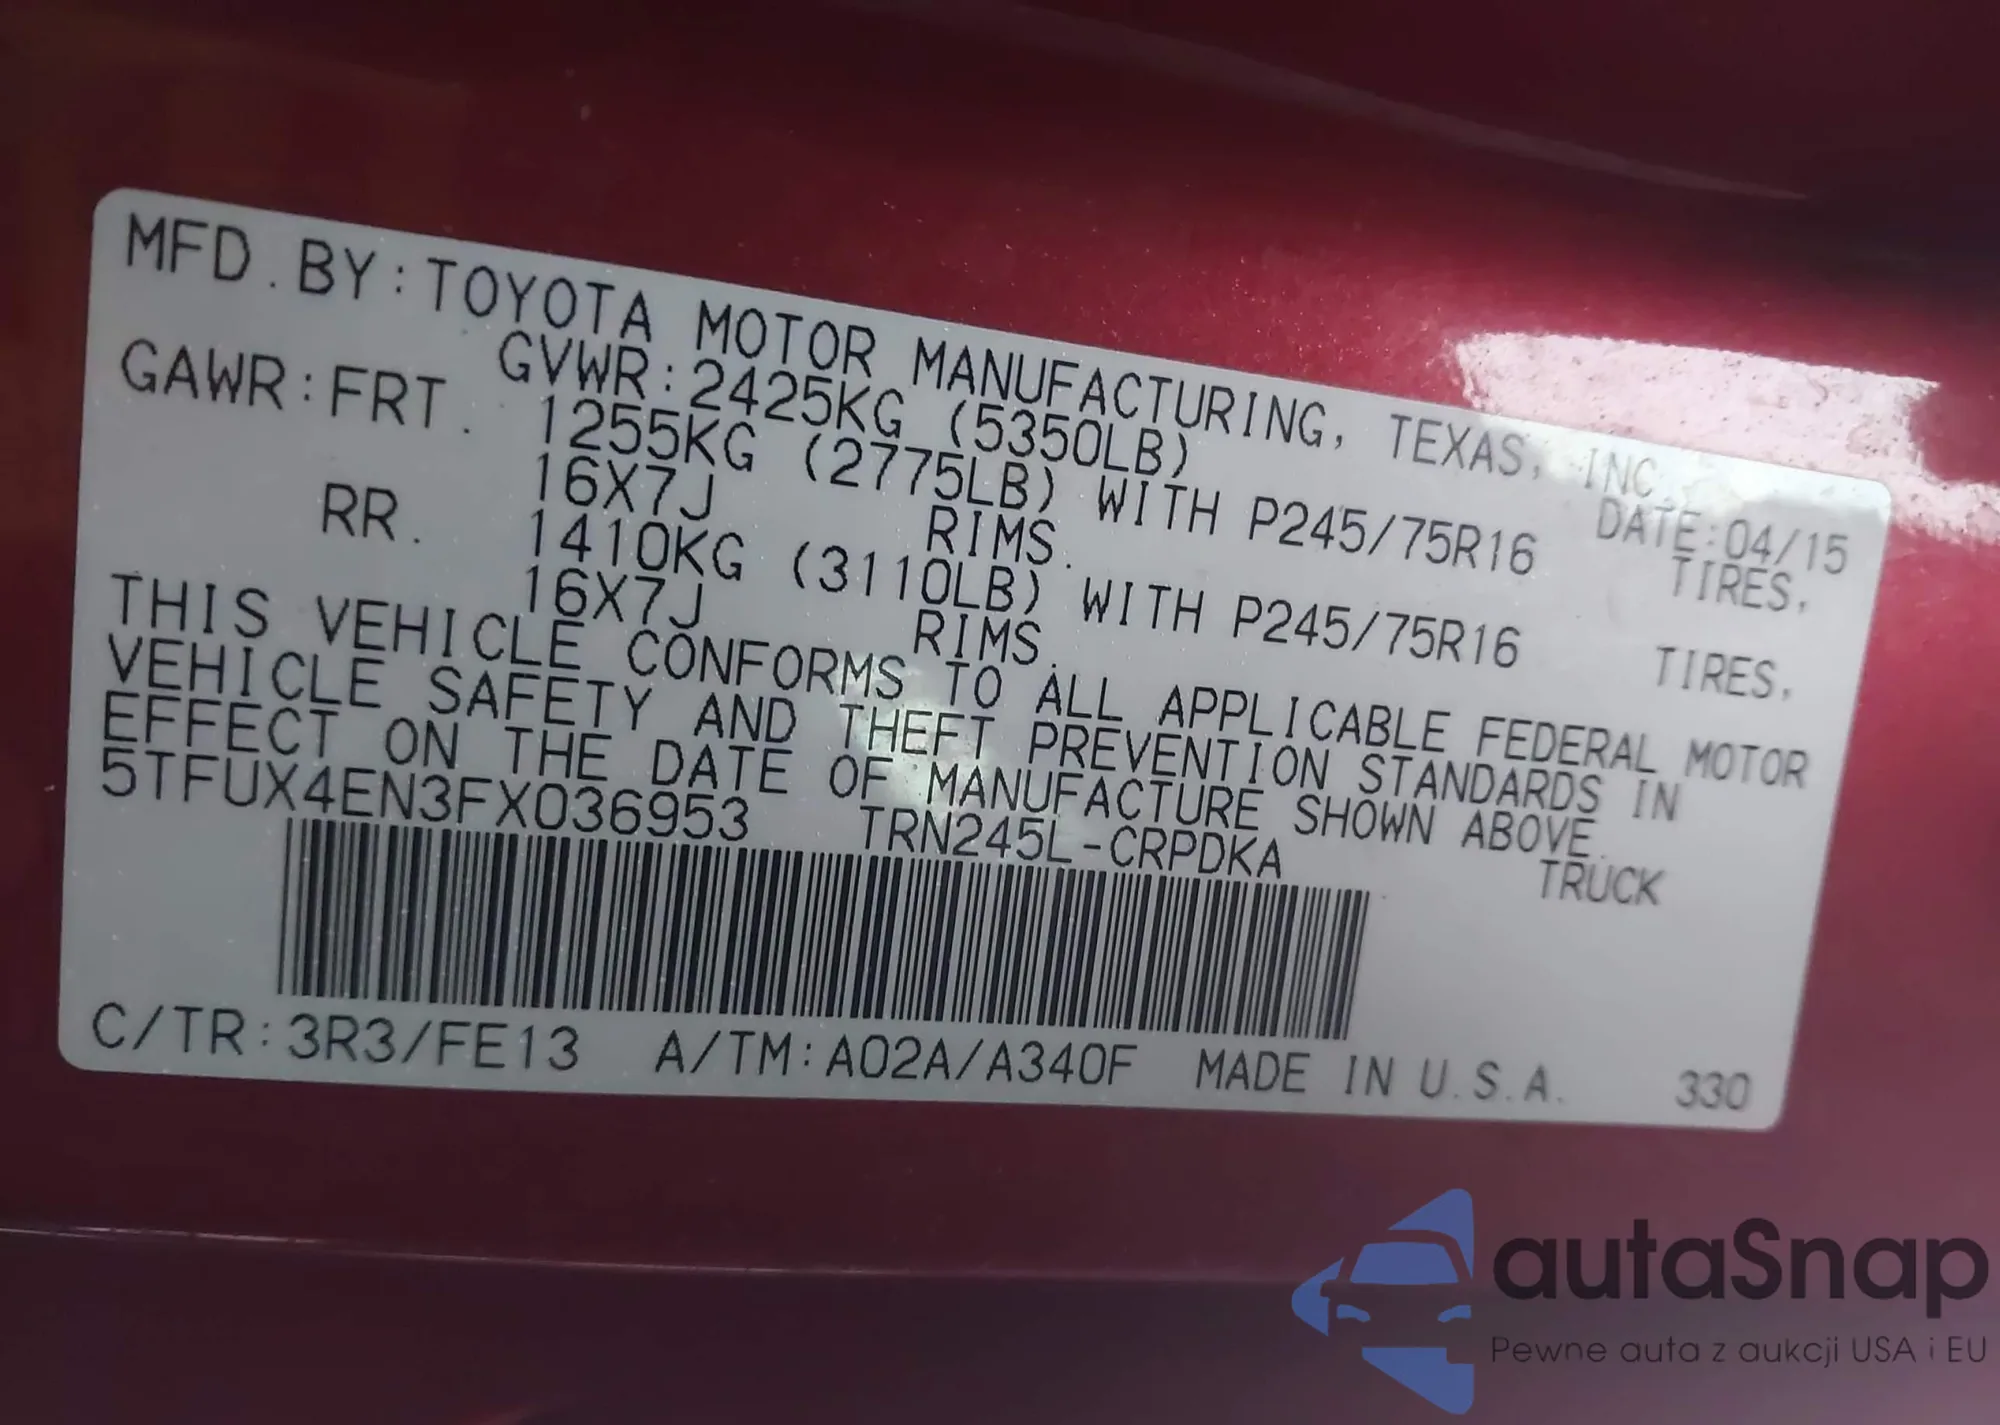 MFD. BY: TOYOTA MOTOR MANUFACTURING, TEXAS, INC.
GVWR: 2425KG (5350LB) DATE: 04/15
GAWR: FRT. 1255KG (2775LB) WITH P245/75R16 TIRES,
16X7J RIMS.
RR. 1410KG (3110LB) WITH P245/75R16 TIRES,
16X7J RIMS.
THIS VEHICLE CONFORMS TO ALL APPLICABLE FEDERAL MOTOR
VEHICLE SAFETY AND THEFT PREVENTION STANDARDS IN
EFFECT ON THE DATE OF MANUFACTURE SHOWN ABOVE.
5TFUX4EN3FX036953 TRN245L-CRPDKA TRUCK
C/TR: 3R3/FE13 A/TM: A02A/A340F MADE IN U.S.A. 330
autaSnap
Pewne auta z aukcji USA i EU